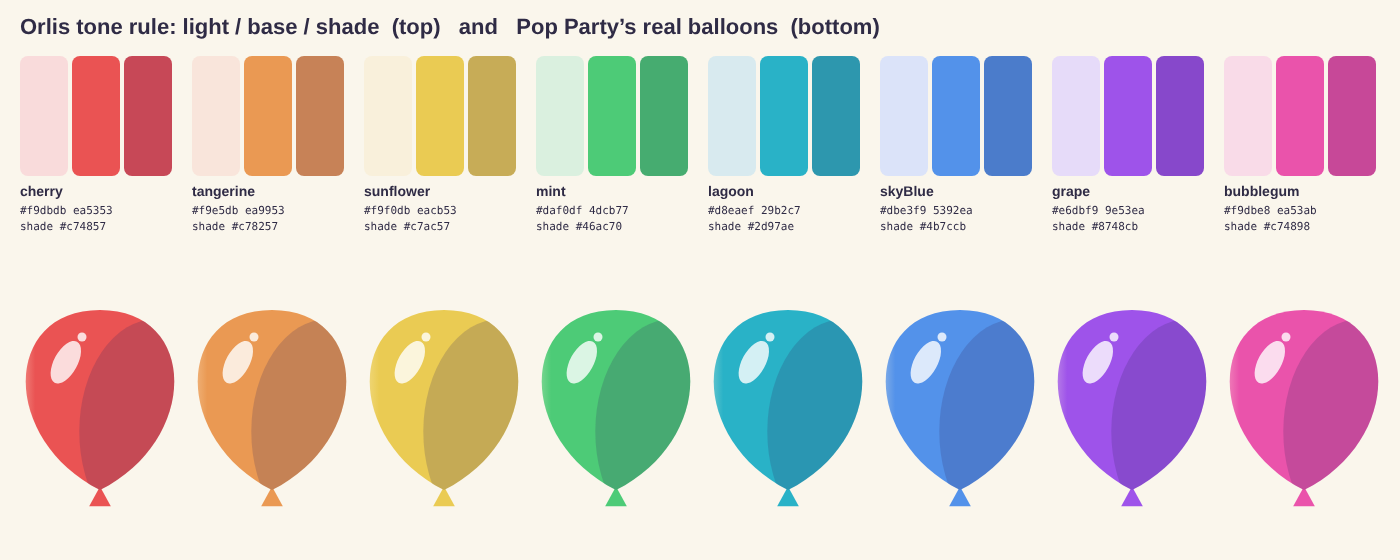 Orlis tone rule: light / base / shade (top) and Pop Party’s real balloons (bottom)
cherry
#f9dbdb ea5353
shade #c74857
tangerine
#f9e5db ea9953
shade #c78257
sunflower
#f9f0db eacb53
shade #c7ac57
mint
#daf0df 4dcb77
shade #46ac70
lagoon
#d8eaef 29b2c7
shade #2d97ae
skyBlue
#dbe3f9 5392ea
shade #4b7ccb
grape
#e6dbf9 9e53ea
shade #8748cb
bubblegum
#f9dbe8 ea53ab
shade #c74898